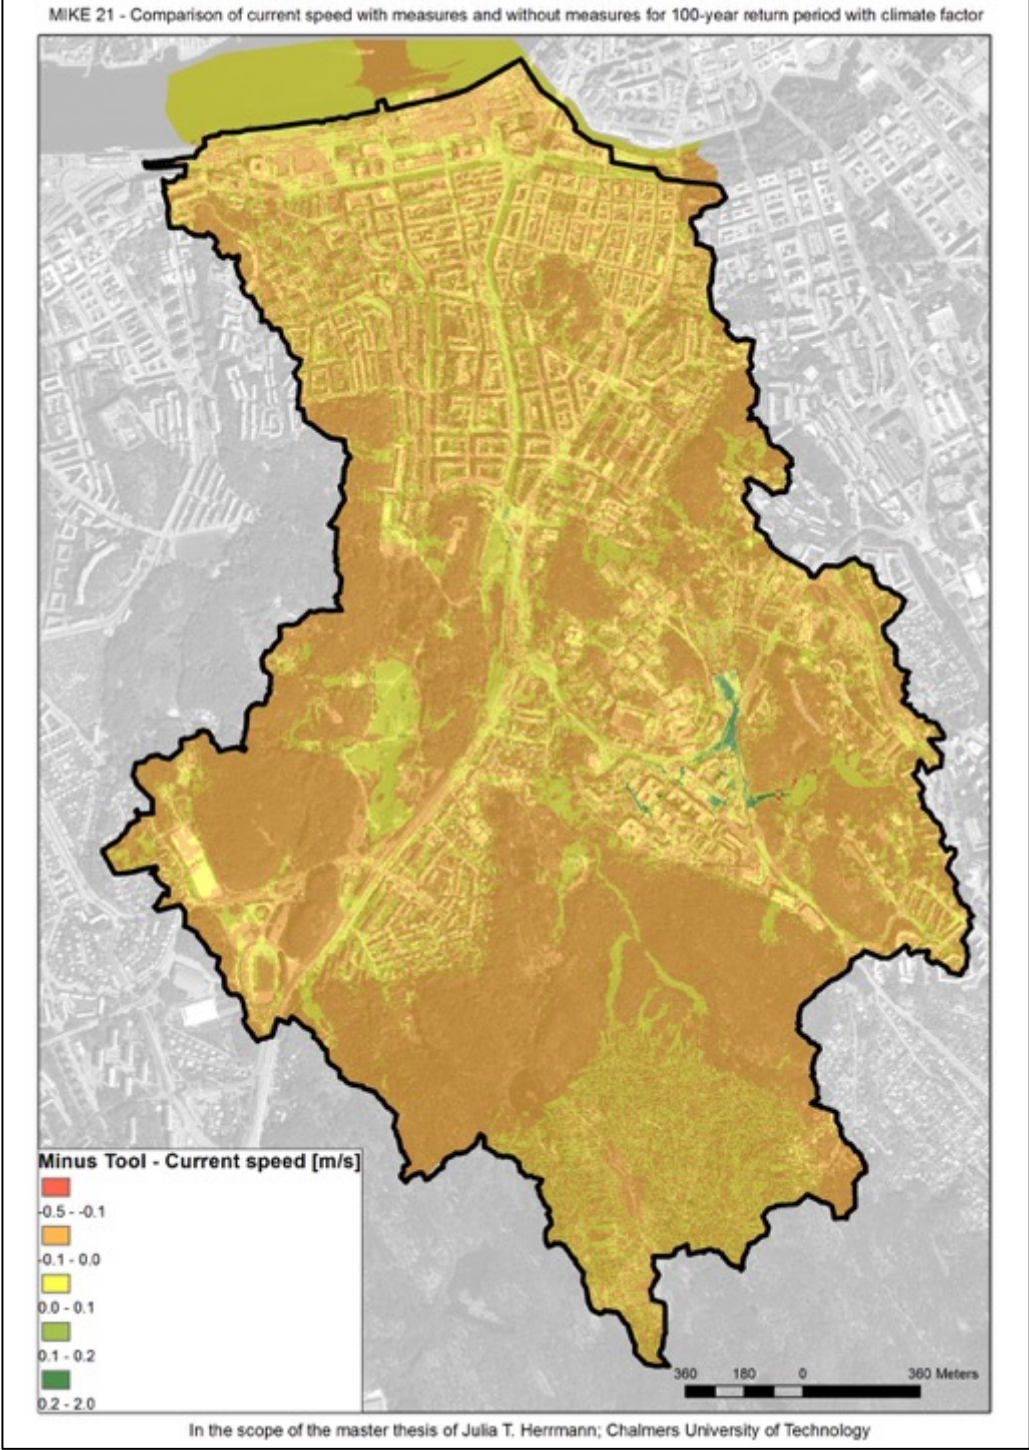 MIKE 21 - Comparison of current speed with measures and without measures for 100-year return period with climate factor
Minus Tool - Current speed [m/s]
-0.5 - -0.1
-0.1 - 0.0
0.0 - 0.1
0.1 - 0.2
0.2 - 2.0
360 180 0 360 Meters
In the scope of the master thesis of Julia T. Herrmann; Chalmers University of Technology